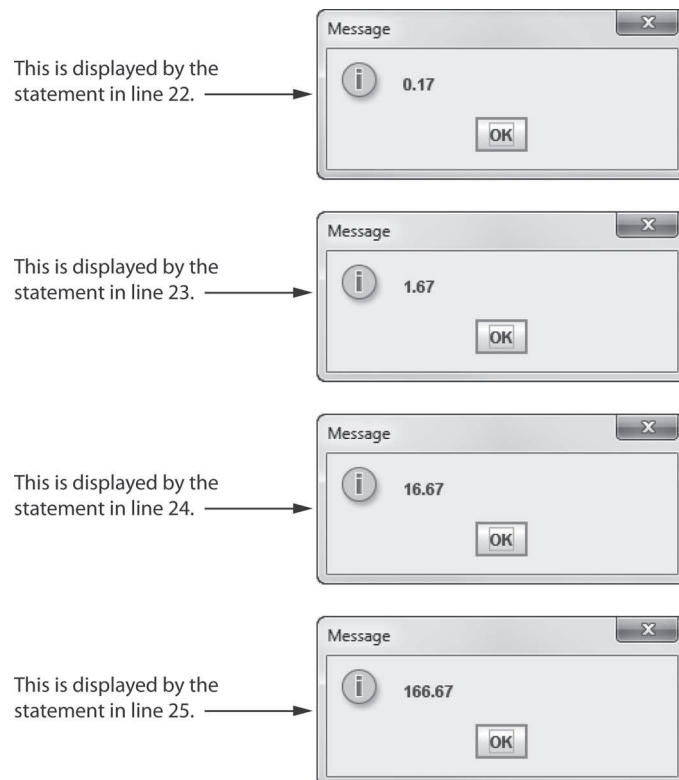 Message
This is displayed by the
statement in line 22.
i
0.17
OK
Message
This is displayed by the
statement in line 23.
i
1.67
OK
Message
This is displayed by the
statement in line 24.
i
16.67
OK
Message
This is displayed by the
statement in line 25.
i
166.67
OK